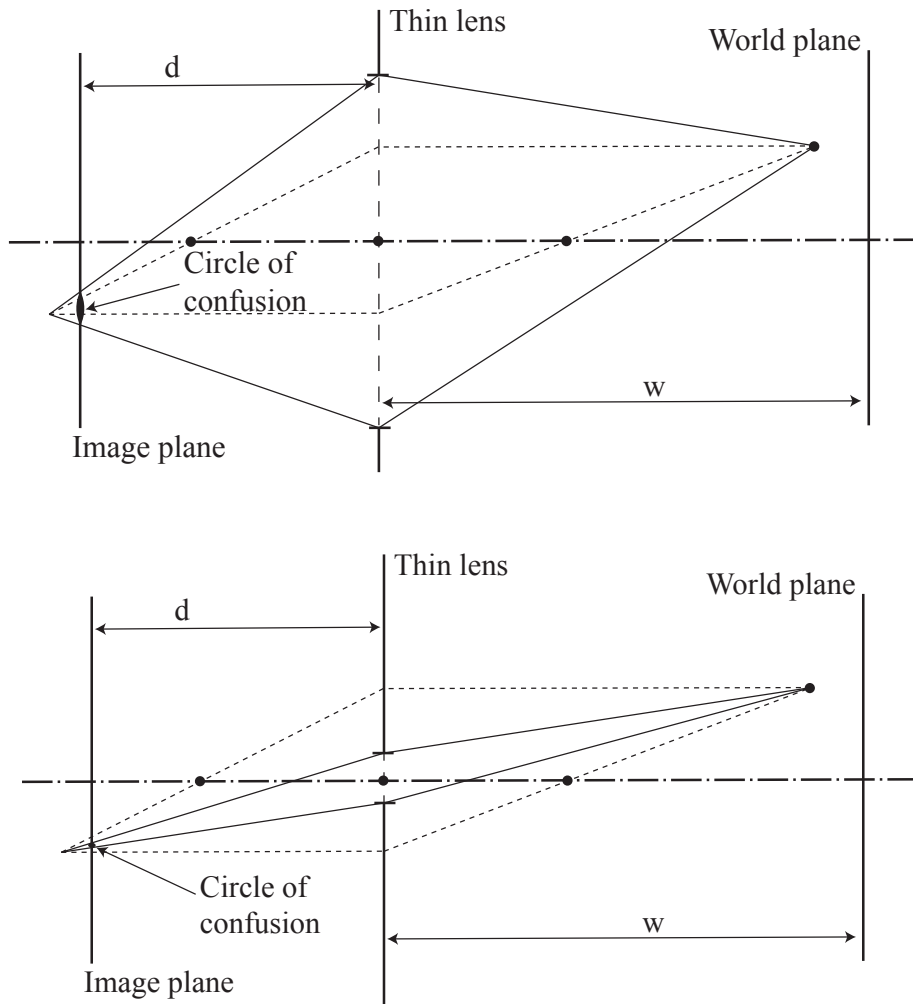 Thin lens
World plane
d
Circle of
confusion
w
Image plane
Thin lens
World plane
d
Circle of
confusion
w
Image plane